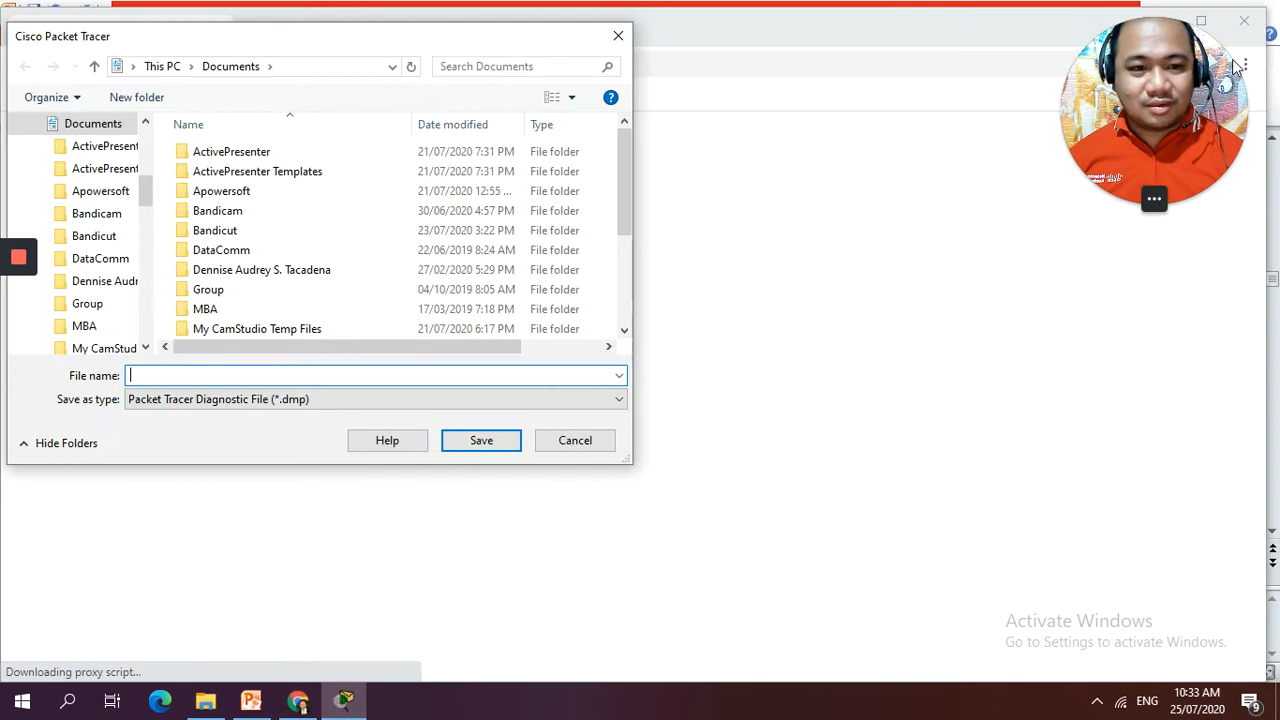 Cisco Packet Tracer
This PC > Documents >
Search Documents
Organize
New folder
Documents
ActivePresent
ActivePresent
Apowersoft
Bandicam
Bandicut
DataComm
Dennise Aud
Group
MBA
My CamStud
Name
Date modified
Type
ActivePresenter 21/07/2020 7:31 PM File folder
ActivePresenter Templates 21/07/2020 7:31 PM File folder
Apowersoft 21/07/2020 12:55 ... File folder
Bandicam 30/06/2020 4:57 PM File folder
Bandicut 23/07/2020 3:22 PM File folder
DataComm 22/06/2019 8:24 AM File folder
Dennise Audrey S. Tacadena 27/02/2020 5:29 PM File folder
Group 04/10/2019 8:05 AM File folder
MBA 17/03/2019 7:18 PM File folder
My CamStudio Temp Files 21/07/2020 6:17 PM File folder
File name:
Save as type: Packet Tracer Diagnostic File (*.dmp)
Hide Folders
Help
Save
Cancel
Activate Windows
Go to Settings to activate Windows.
Downloading proxy script...
ENG
10:33 AM
25/07/2020
9